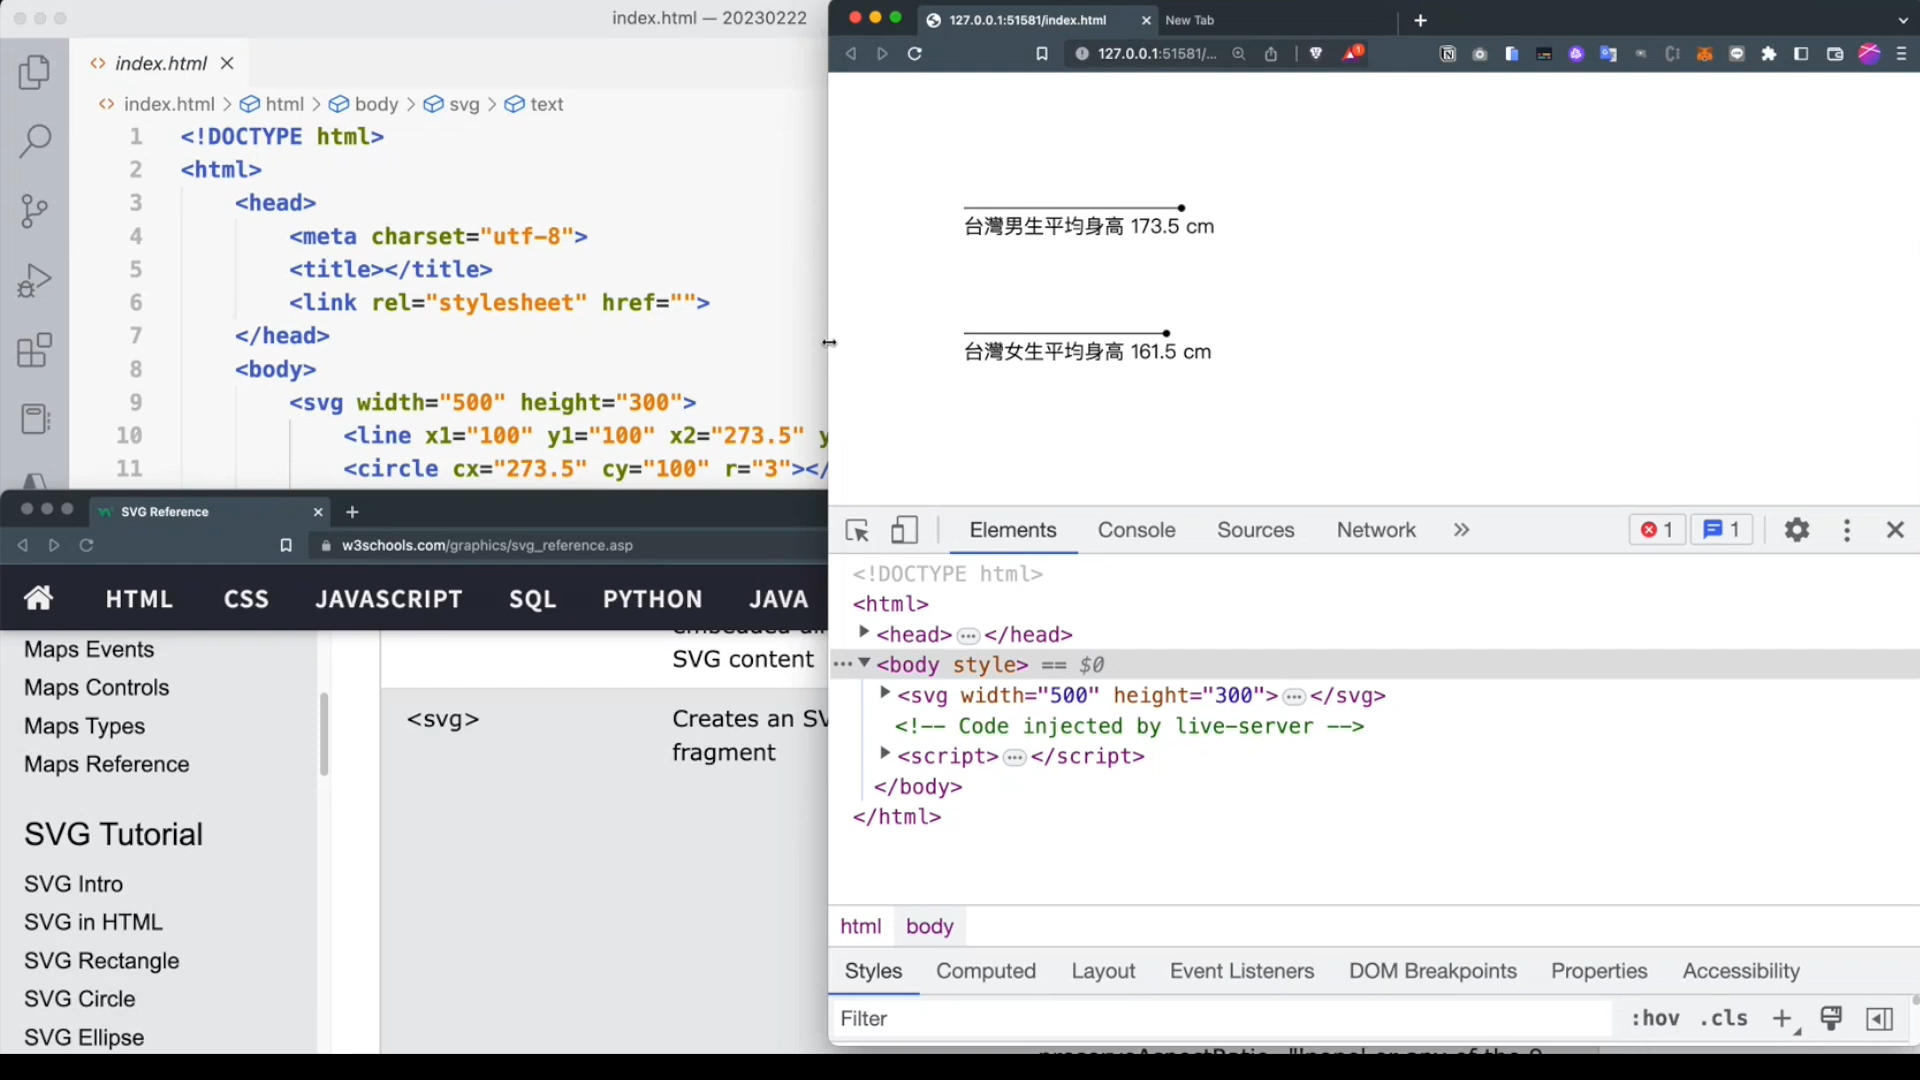 index.html — 20230222
index.html
index.html > html > body > svg > text
1 <!DOCTYPE html>
2 <html>
3 <head>
4 <meta charset="utf-8">
5 <title></title>
6 <link rel="stylesheet" href="">
7 </head>
8 <body>
9 <svg width="500" height="300">
10 <line x1="100" y1="100" x2="273.5" y
11 <circle cx="273.5" cy="100" r="3"></
SVG Reference
w3schools.com/graphics/svg_reference.asp
HTML CSS JAVASCRIPT SQL PYTHON JAVA
Maps Events
Maps Controls
Maps Types
Maps Reference
SVG Tutorial
SVG Intro
SVG in HTML
SVG Rectangle
SVG Circle
SVG Ellipse
SVG content
<svg>
Creates an SV
fragment
127.0.0.1:51581/index.html
New Tab
127.0.0.1:51581/...
1
台灣男生平均身高 173.5 cm
台灣女生平均身高 161.5 cm
Elements Console Sources Network >> 1 1
<!DOCTYPE html>
<html>
<head>…</head>
<body style> == $0
<svg width="500" height="300">…</svg>
<!-- Code injected by live-server -->
<script>…</script>
</body>
</html>
html body
Styles Computed Layout Event Listeners DOM Breakpoints Properties Accessibility
Filter :hov .cls +